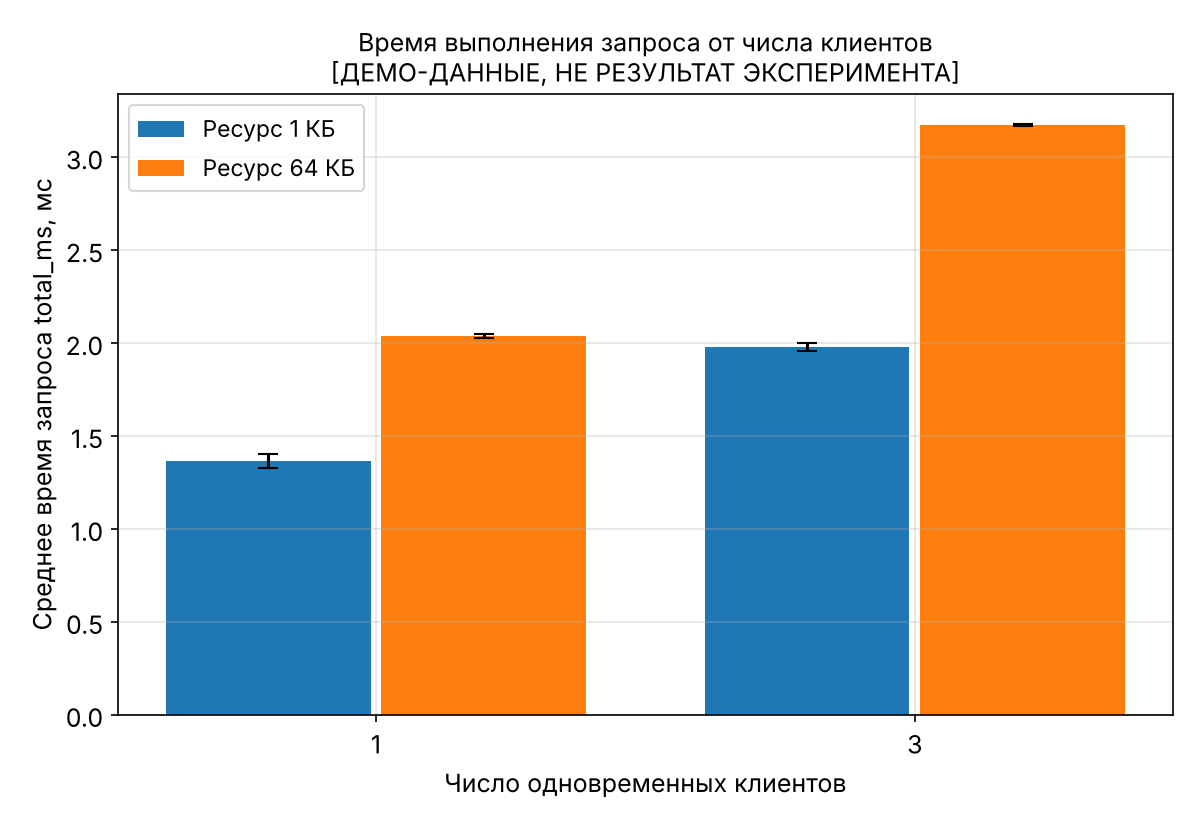 Время выполнения запроса от числа клиентов
[ДЕМО-ДАННЫЕ, НЕ РЕЗУЛЬТАТ ЭКСПЕРИМЕНТА]
Ресурс 1 КБ
Ресурс 64 КБ
Среднее время запроса total_ms, мс
3.0
2.5
2.0
1.5
1.0
0.5
0.0
1
3
Число одновременных клиентов